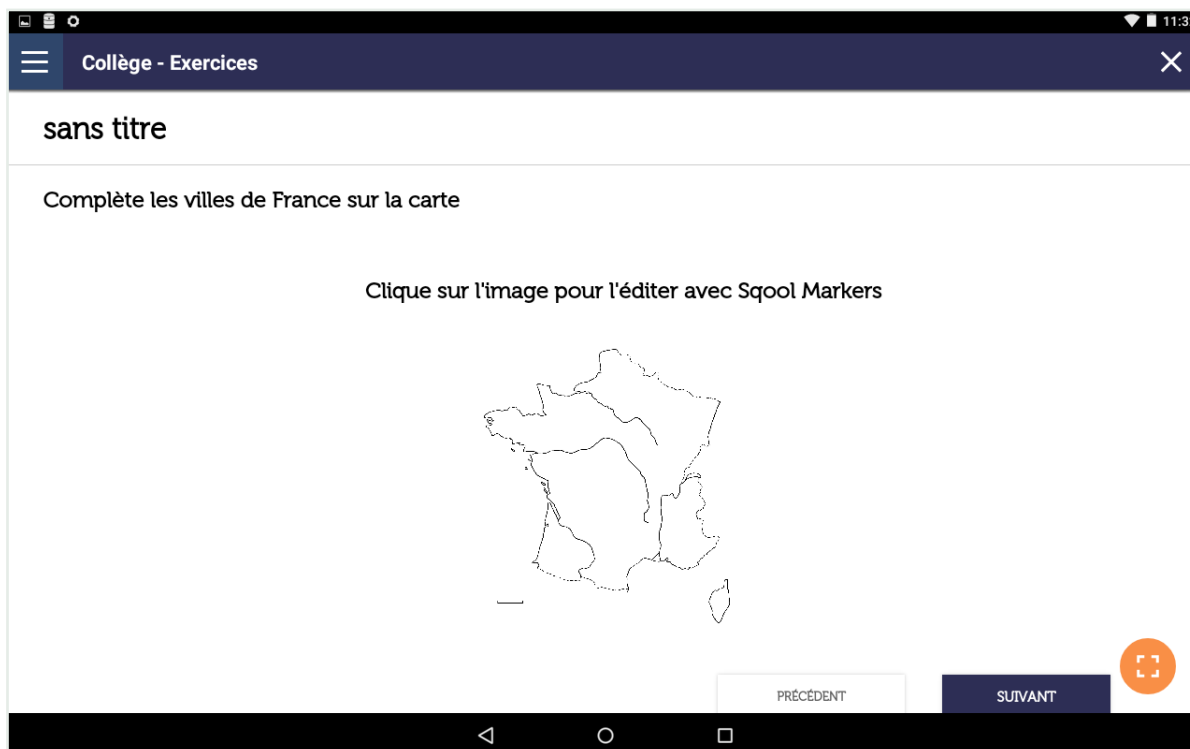 11:3
Collège - Exercices
sans titre
Complète les villes de France sur la carte
Clique sur l'image pour l'éditer avec Sqool Markers
PRÉCÉDENT
SUIVANT